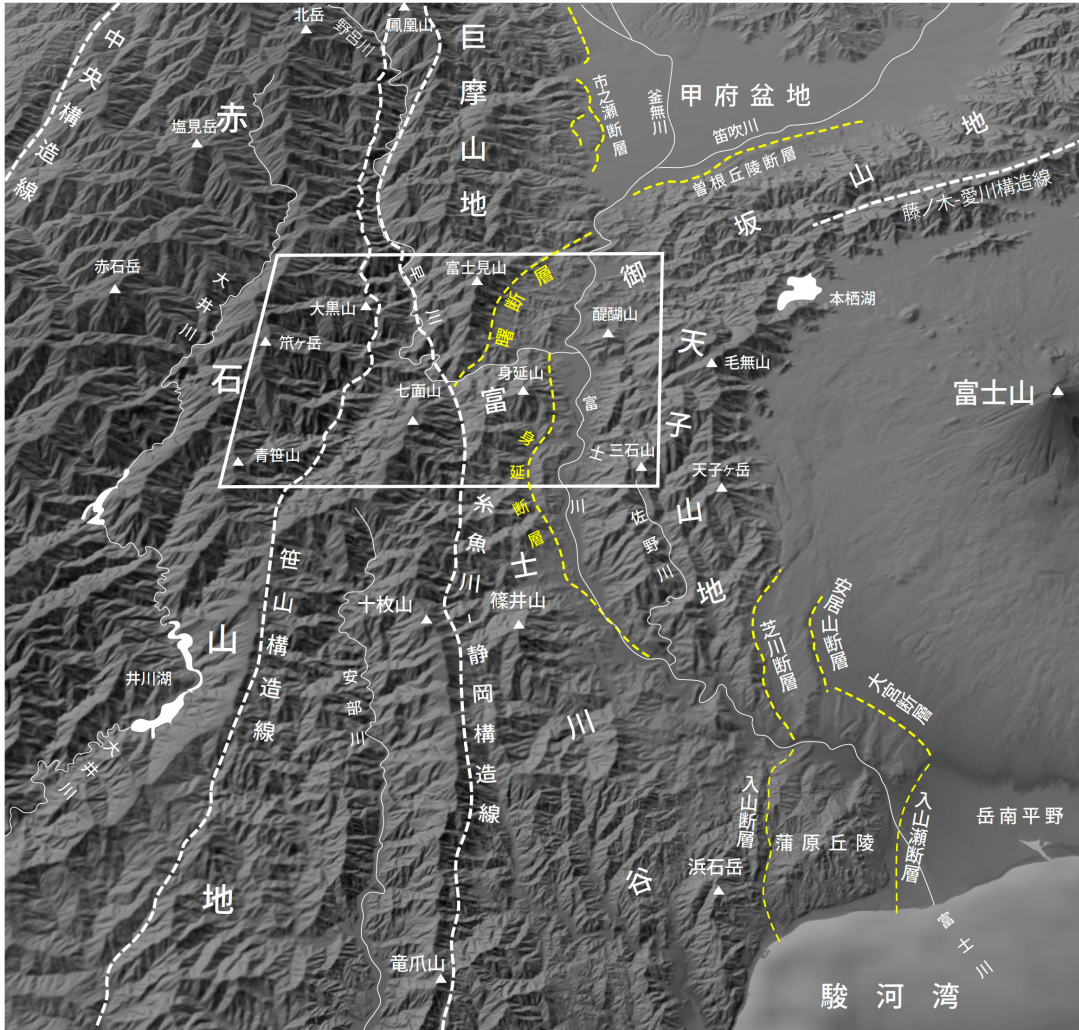 北岳
野呂川
鳳凰山
巨摩山地
中央構造線
市之瀬断層
釜無川
甲府盆地
笛吹川
曽根丘陵断層
塩見岳
赤石山地
御坂山地
藤ノ木-愛川構造線
赤石岳
大井川
大黒山
早川
富士見山
曙断層
醍醐山
本栖湖
笊ヶ岳
七面山
身延山
富士川谷
天子山地
毛無山
富士山
富士川
身延断層
三石山
天子ヶ岳
青笹山
佐野川
糸魚川-静岡構造線
笹山構造線
十枚山
篠井山
芝川断層
安居山断層
大宮断層
井川湖
安部川
大井川
入山断層
蒲原丘陵
入山瀬断層
岳南平野
浜石岳
竜爪山
富士川
駿河湾